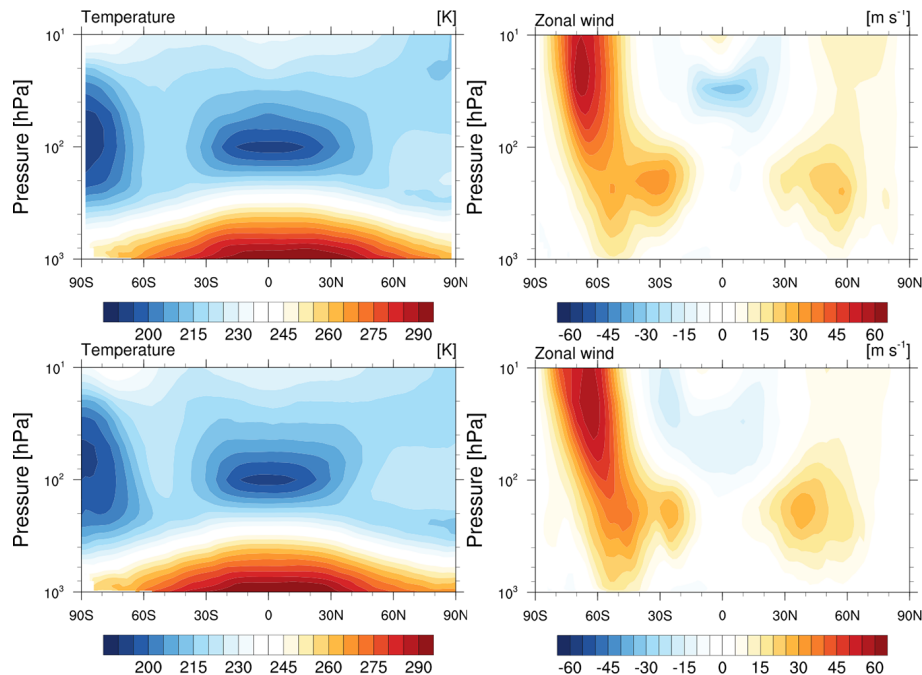 Temperature [K]
Zonal wind [m s⁻¹]
Pressure [hPa]
10¹
10²
10³
90S 60S 30S 0 30N 60N 90N
200 215 230 245 260 275 290
Pressure [hPa]
10¹
10²
10³
90S 60S 30S 0 30N 60N 90N
-60 -45 -30 -15 0 15 30 45 60
Temperature [K]
Zonal wind [m s⁻¹]
Pressure [hPa]
10¹
10²
10³
90S 60S 30S 0 30N 60N 90N
200 215 230 245 260 275 290
Pressure [hPa]
10¹
10²
10³
90S 60S 30S 0 30N 60N 90N
-60 -45 -30 -15 0 15 30 45 60